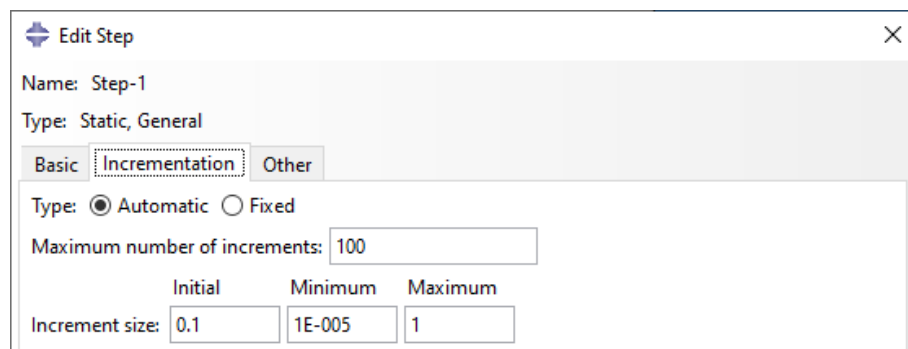 Edit Step
Name: Step-1
Type: Static, General
Basic Incrementation Other
Type: Automatic Fixed
Maximum number of increments: 100
Initial Minimum Maximum
Increment size: 0.1 1E-005 1